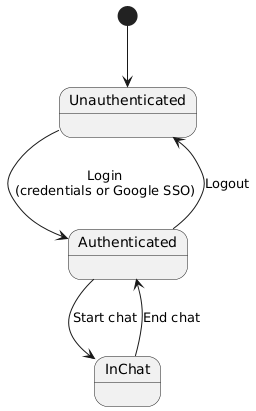 Unauthenticated
Login
(credentials or Google SSO)
Logout
Authenticated
Start chat
End chat
InChat